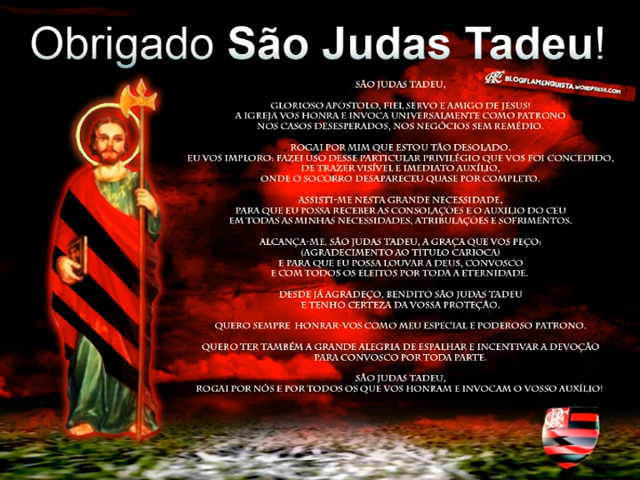 Obrigado São Judas Tadeu!
BLOGFLAMENGUISTA.WORDPRESS.COM
SÃO JUDAS TADEU,
GLORIOSO APÓSTOLO, FIEL SERVO E AMIGO DE JESUS!
A IGREJA VOS HONRA E INVOCA UNIVERSALMENTE COMO PATRONO
NOS CASOS DESESPERADOS, NOS NEGÓCIOS SEM REMÉDIO.
ROGAI POR MIM QUE ESTOU TÃO DESOLADO.
EU VOS IMPLORO: FAZEI USO DESSE PARTICULAR PRIVILÉGIO QUE VOS FOI CONCEDIDO,
DE TRAZER VISÍVEL E IMEDIATO AUXÍLIO,
ONDE O SOCORRO DESAPARECEU QUASE POR COMPLETO.
ASSISTI-ME NESTA GRANDE NECESSIDADE,
PARA QUE EU POSSA RECEBER AS CONSOLAÇÕES E O AUXILIO DO CÉU
EM TODAS AS MINHAS NECESSIDADES, ATRIBULAÇÕES E SOFRIMENTOS.
ALCANÇA-ME, SÃO JUDAS TADEU, A GRAÇA QUE VOS PEÇO:
(AGRADECIMENTO AO TÍTULO CARIOCA)
E PARA QUE EU POSSA LOUVAR A DEUS, CONVOSCO
E COM TODOS OS ELEITOS POR TODA A ETERNIDADE.
DESDE JÁ AGRADEÇO, BENDITO SÃO JUDAS TADEU
E TENHO CERTEZA DA VOSSA PROTEÇÃO.
QUERO SEMPRE HONRAR-VOS COMO MEU ESPECIAL E PODEROSO PATRONO.
QUERO TER TAMBÉM A GRANDE ALEGRIA DE ESPALHAR E INCENTIVAR A DEVOÇÃO
PARA CONVOSCO POR TODA PARTE.
SÃO JUDAS TADEU,
ROGAI POR NÓS E POR TODOS OS QUE VOS HONRAM E INVOCAM O VOSSO AUXÍLIO!